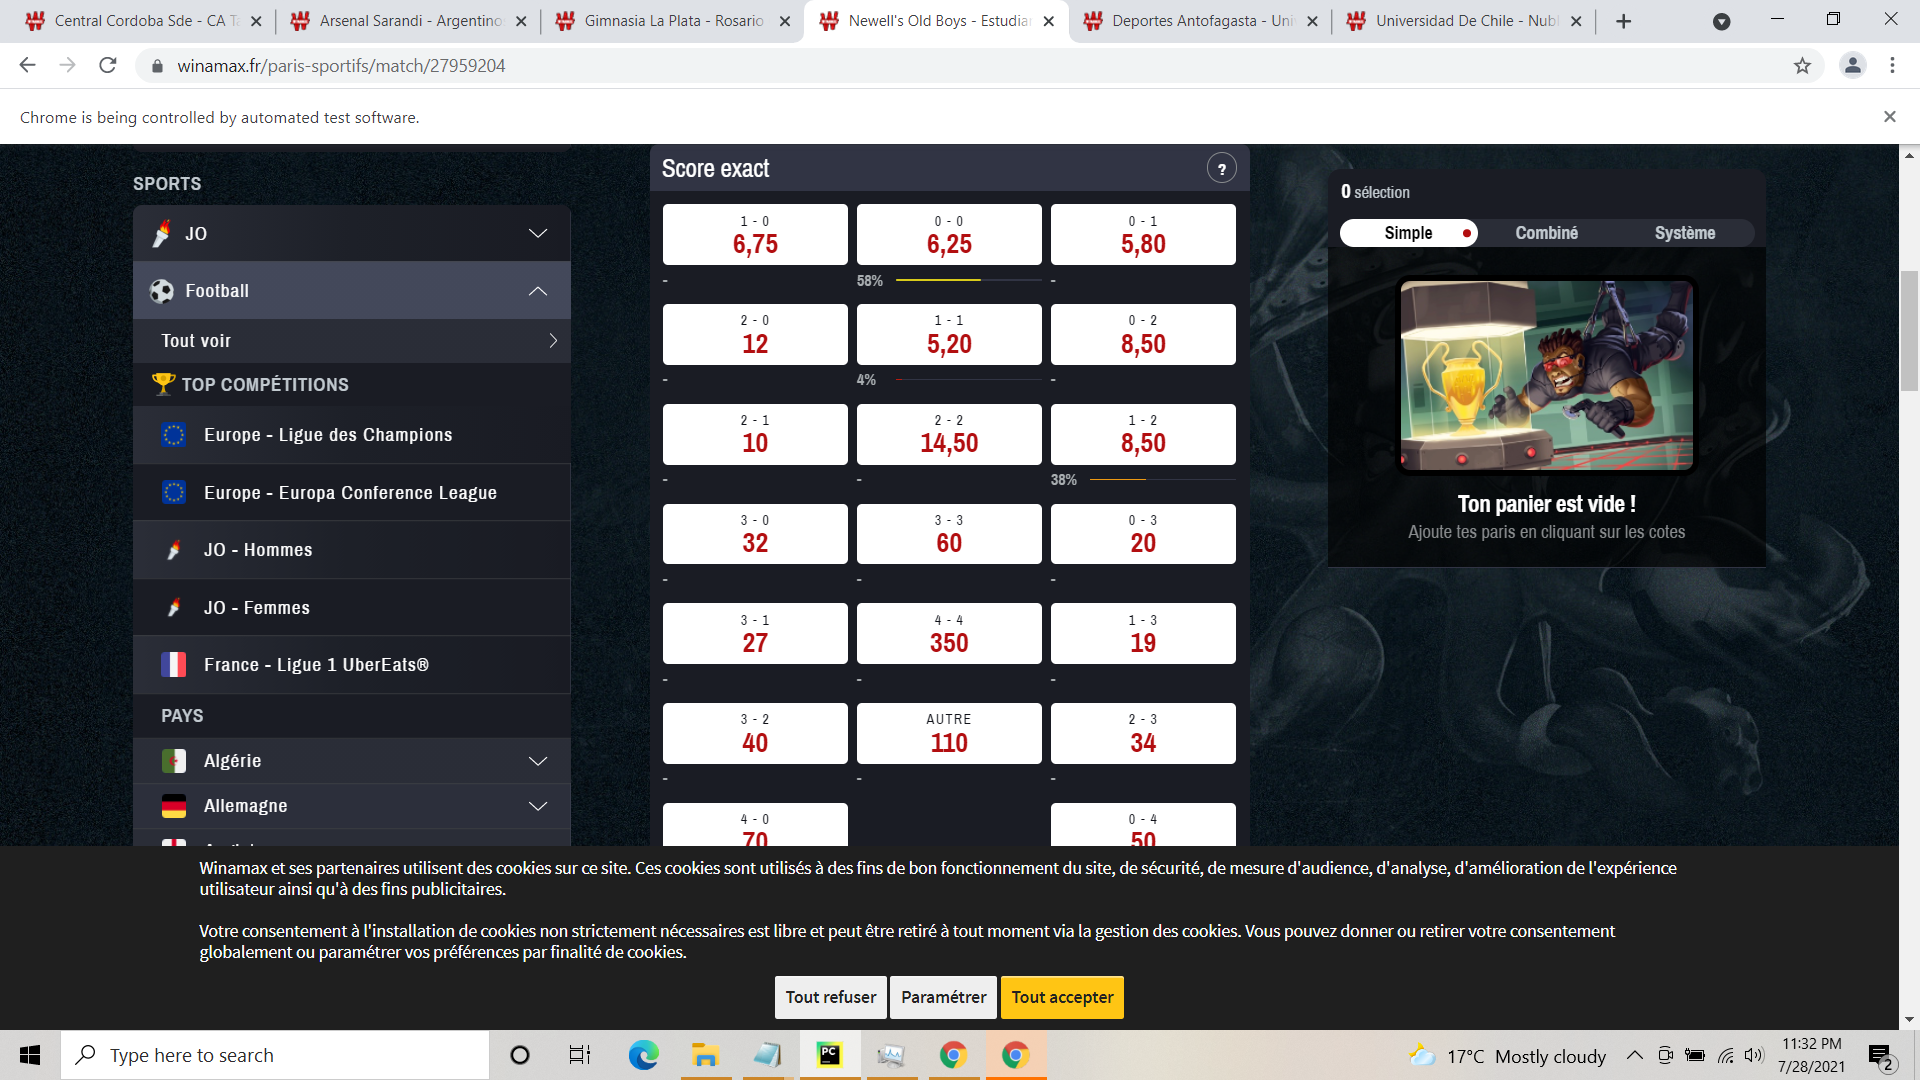 Central Cordoba Sde - CA T
Arsenal Sarandi - Argentino
Gimnasia La Plata - Rosario
Newell's Old Boys - Estudia
Deportes Antofagasta - Uni
Universidad De Chile - Nubl
winamax.fr/paris-sportifs/match/27959204
Chrome is being controlled by automated test software.
SPORTS
JO
Football
Tout voir
TOP COMPÉTITIONS
Europe - Ligue des Champions
Europe - Europa Conference League
JO - Hommes
JO - Femmes
France - Ligue 1 UberEats®
PAYS
Algérie
Allemagne
Score exact
?
1 - 0
6,75
0 - 0
6,25
0 - 1
5,80
-
58%
-
2 - 0
12
1 - 1
5,20
0 - 2
8,50
-
4%
-
2 - 1
10
2 - 2
14,50
1 - 2
8,50
-
-
38%
3 - 0
32
3 - 3
60
0 - 3
20
-
-
-
3 - 1
27
4 - 4
350
1 - 3
19
-
-
-
3 - 2
40
AUTRE
110
2 - 3
34
-
-
-
4 - 0
70
0 - 4
50
0 sélection
Simple
Combiné
Système
Ton panier est vide !
Ajoute tes paris en cliquant sur les cotes
Winamax et ses partenaires utilisent des cookies sur ce site. Ces cookies sont utilisés à des fins de bon fonctionnement du site, de sécurité, de mesure d'audience, d'analyse, d'amélioration de l'expérience
utilisateur ainsi qu'à des fins publicitaires.
Votre consentement à l'installation de cookies non strictement nécessaires est libre et peut être retiré à tout moment via la gestion des cookies. Vous pouvez donner ou retirer votre consentement
globalement ou paramétrer vos préférences par finalité de cookies.
Tout refuser
Paramétrer
Tout accepter
Type here to search
PC
17°C Mostly cloudy
11:32 PM
7/28/2021
2